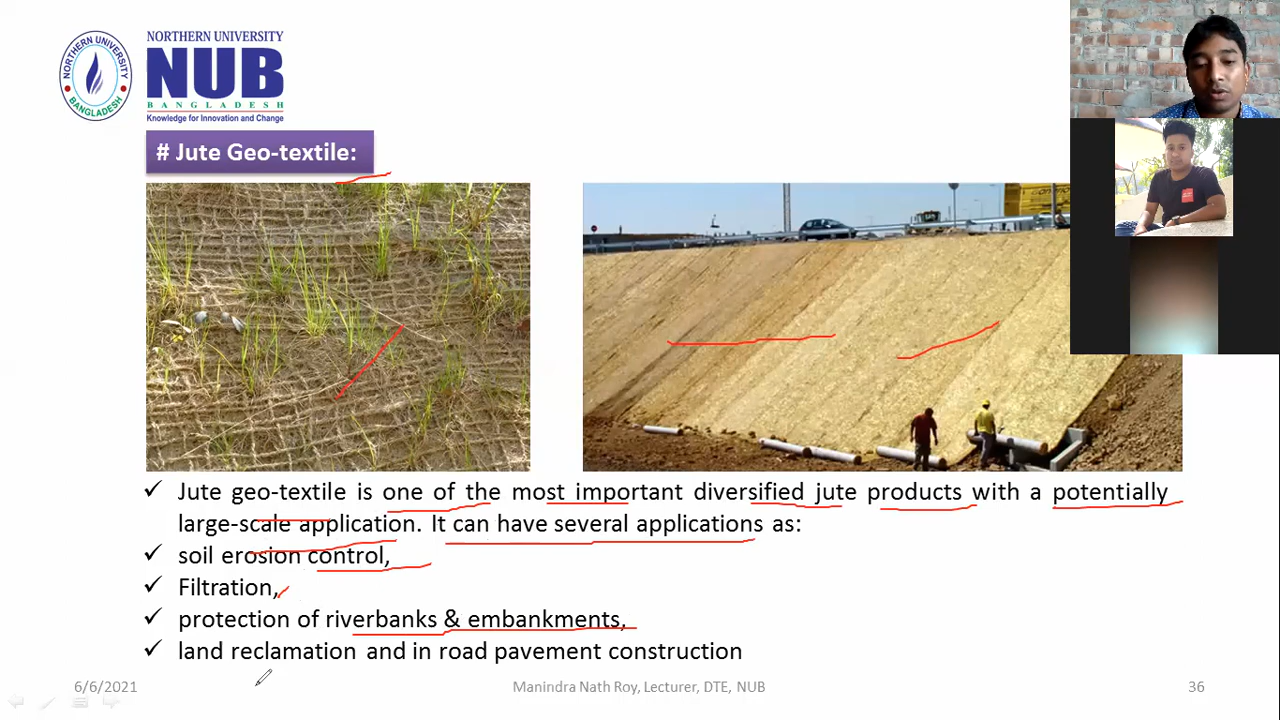 NORTHERN UNIVERSITY
BANGLADESH
NORTHERN UNIVERSITY
NUB
BANGLADESH
Knowledge for Innovation and Change
# Jute Geo-textile:
✓ Jute geo-textile is one of the most important diversified jute products with a potentially
large-scale application. It can have several applications as:
✓ soil erosion control,
✓ Filtration,
✓ protection of riverbanks & embankments,
✓ land reclamation and in road pavement construction
6/6/2021
Manindra Nath Roy, Lecturer, DTE, NUB
36